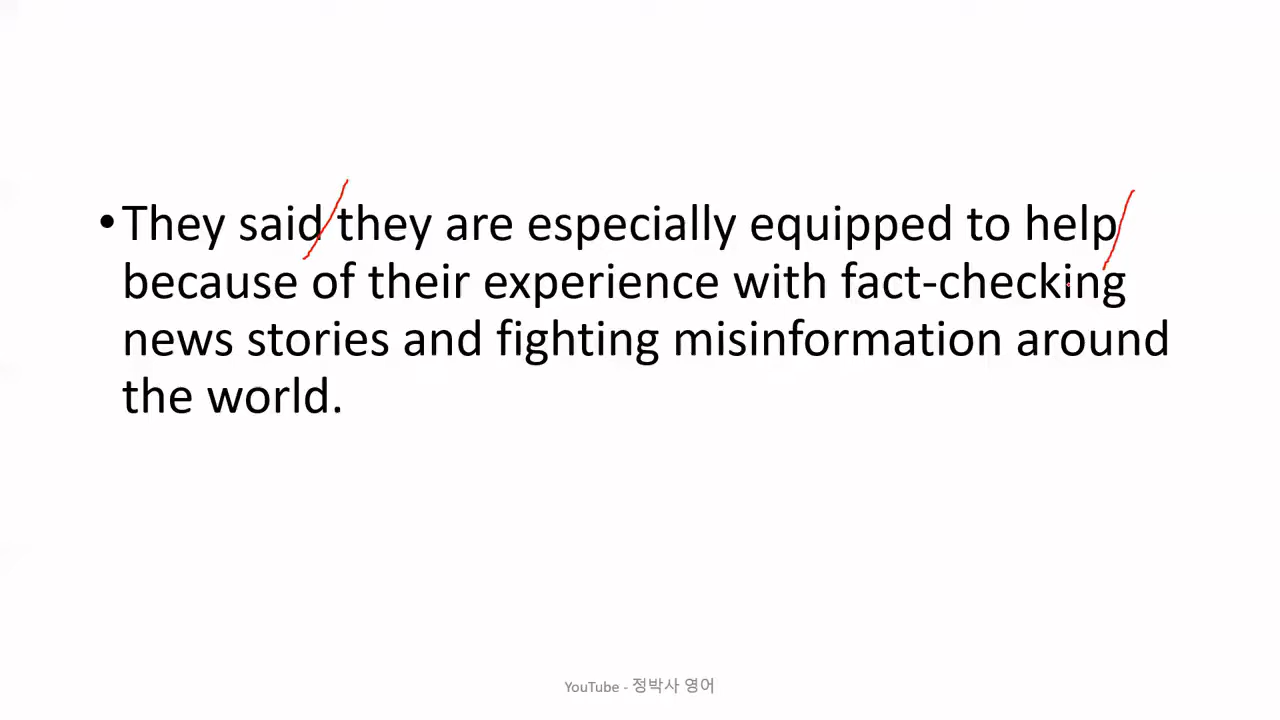 •They said they are especially equipped to help
because of their experience with fact-checking
news stories and fighting misinformation around
the world.
YouTube - 정박사 영어